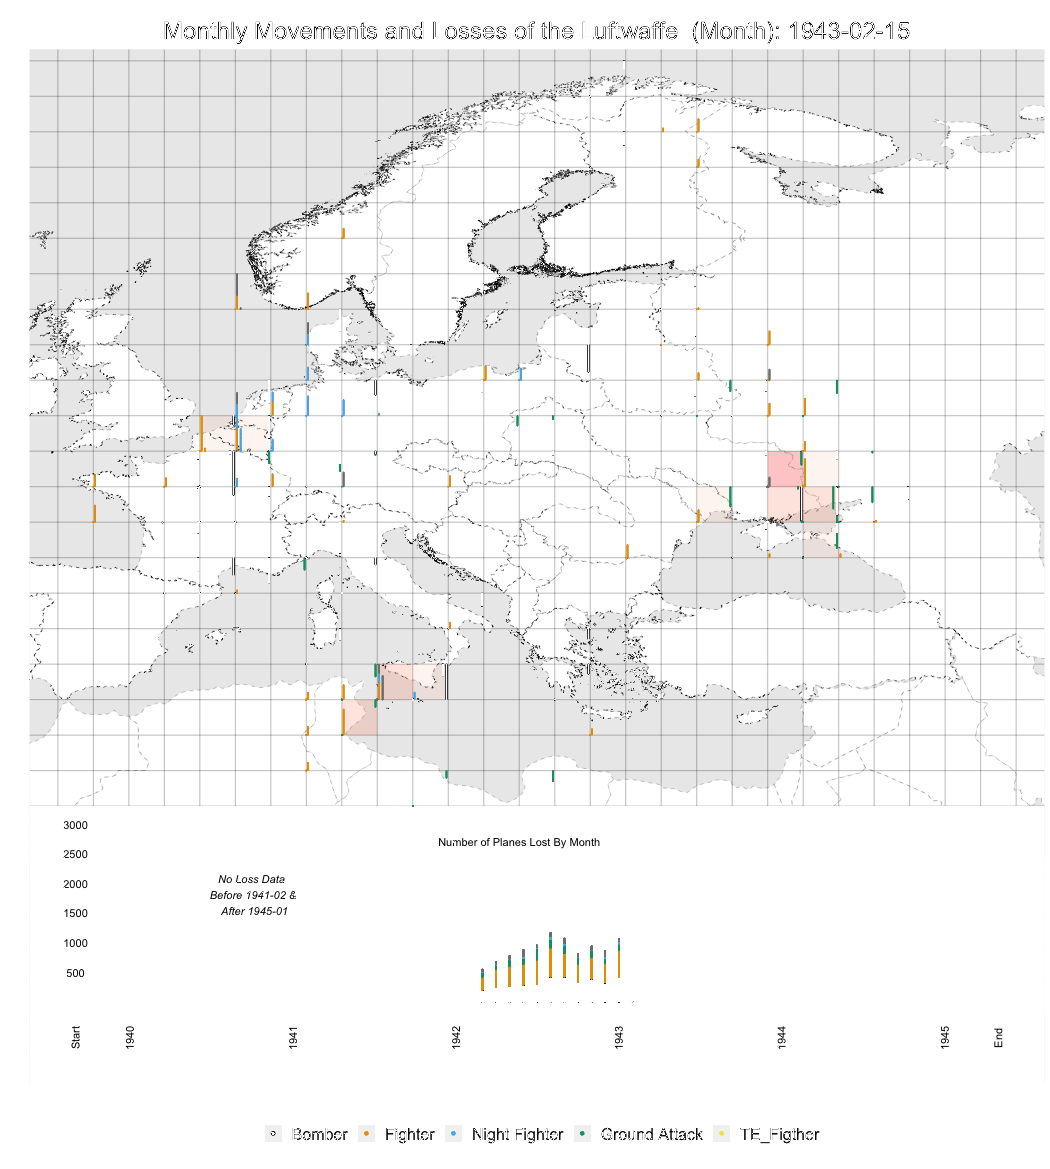 Monthly Movements and Losses of the Luftwaffe (Month): 1943-02-15
3000
Number of Planes Lost By Month
2500
2000
No Loss Data
Before 1941-02 &
After 1945-01
1500
1000
500
Start
1940
1941
1942
1943
1944
1945
End
Bomber Fighter Night Fighter Ground Attack TE_Figther